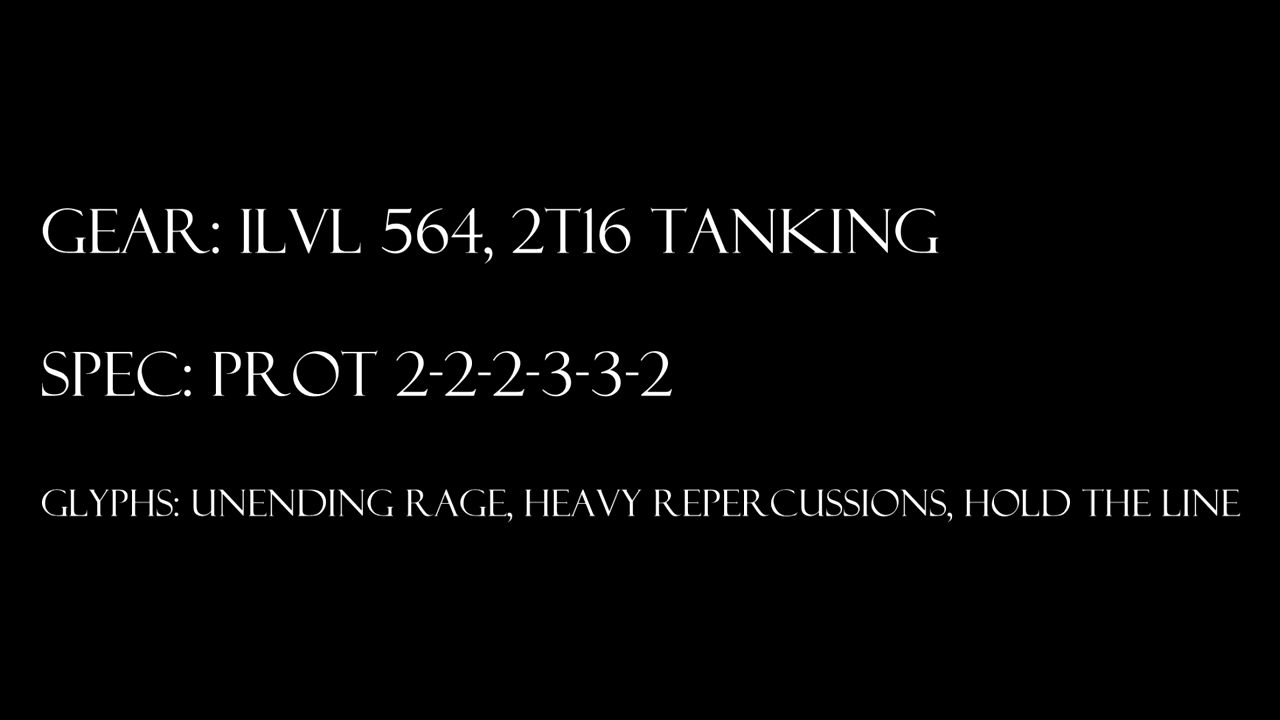 GEAR: ILVL 564, 2T16 TANKING
SPEC: PROT 2-2-2-3-3-2
GLYPHS: UNENDING RAGE, HEAVY REPERCUSSIONS, HOLD THE LINE